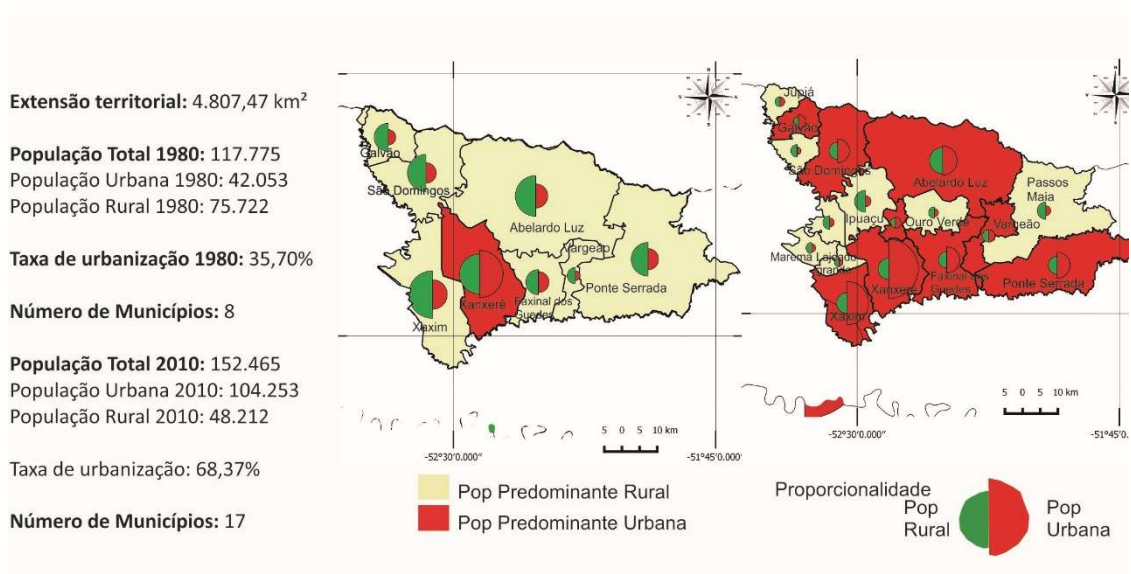 Extensão territorial: 4.807,47 km²
População Total 1980: 117.775
População Urbana 1980: 42.053
População Rural 1980: 75.722
Taxa de urbanização 1980: 35,70%
Número de Municípios: 8
População Total 2010: 152.465
População Urbana 2010: 104.253
População Rural 2010: 48.212
Taxa de urbanização: 68,37%
Número de Municípios: 17
Galvão
São Domingos
Abelardo Luz
Vargeão
Ponte Serrada
Xanxerê
Faxinal dos
Guedes
Xaxim
5 0 5 10 km
-52°30'0.000"
-51°45'0.000"
Jupiá
Galvão
São Domingos
Abelardo Luz
Passos
Maia
Ipuaçu
Ouro Verde
Vargeão
Marema
Lajeado
grande
Xanxerê
Faxinal dos
Guedes
Ponte Serrada
Xaxim
5 0 5 10 km
-52°30'0.000"
-51°45'0.00
Pop Predominante Rural
Pop Predominante Urbana
Proporcionalidade
Pop
Rural
Pop
Urbana